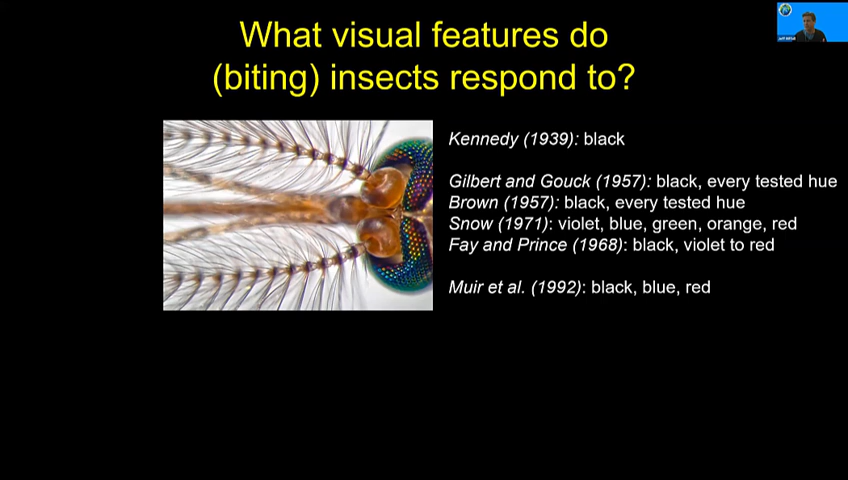 What visual features do
(biting) insects respond to?
Kennedy (1939): black
Gilbert and Gouck (1957): black, every tested hue
Brown (1957): black, every tested hue
Snow (1971): violet, blue, green, orange, red
Fay and Prince (1968): black, violet to red
Muir et al. (1992): black, blue, red